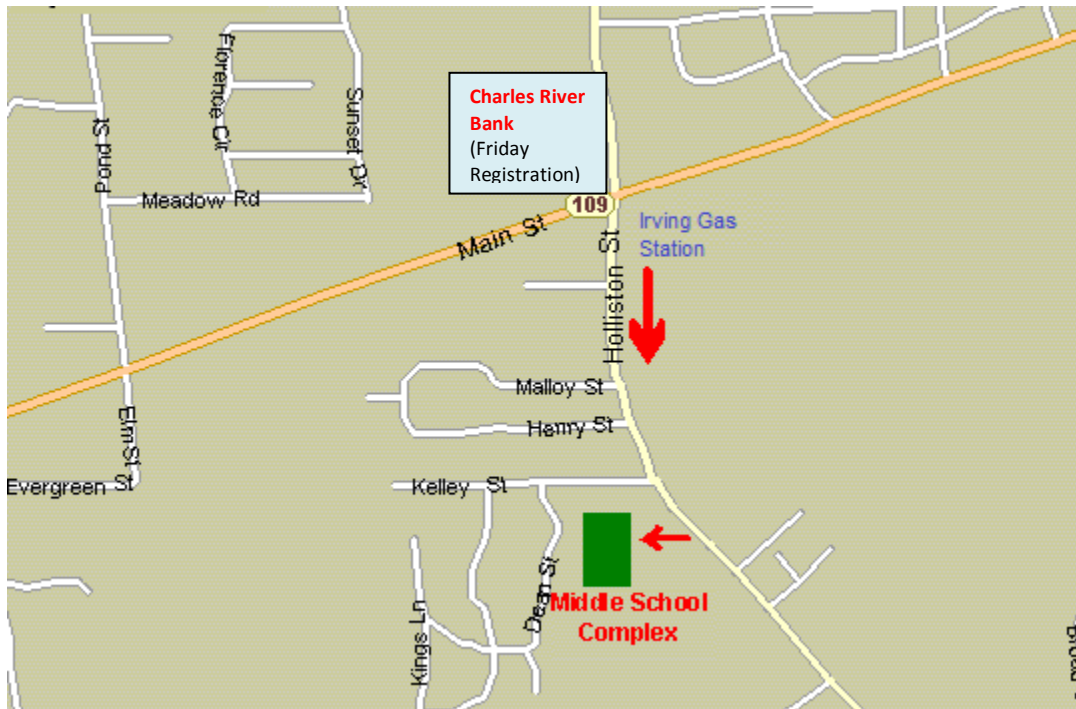 Florence Cir
Sunset Dr
Pond St
Meadow Rd
Charles River
Bank
(Friday
Registration)
109
Main St
Irving Gas
Station
Holliston St
Malloy St
Henry St
Elm St
Evergreen St
Kelley St
Dean St
Kings Ln
Middle School
Complex